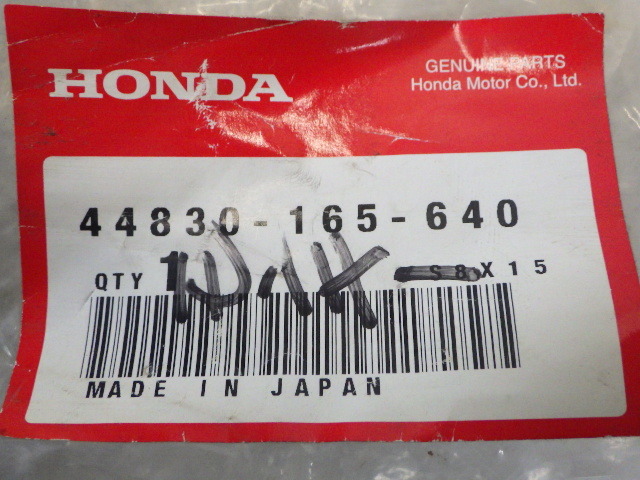 HONDA
GENUINE PARTS
Honda Motor Co., Ltd.
44830-165-640
QTY 1
S8X15
MADE IN JAPAN